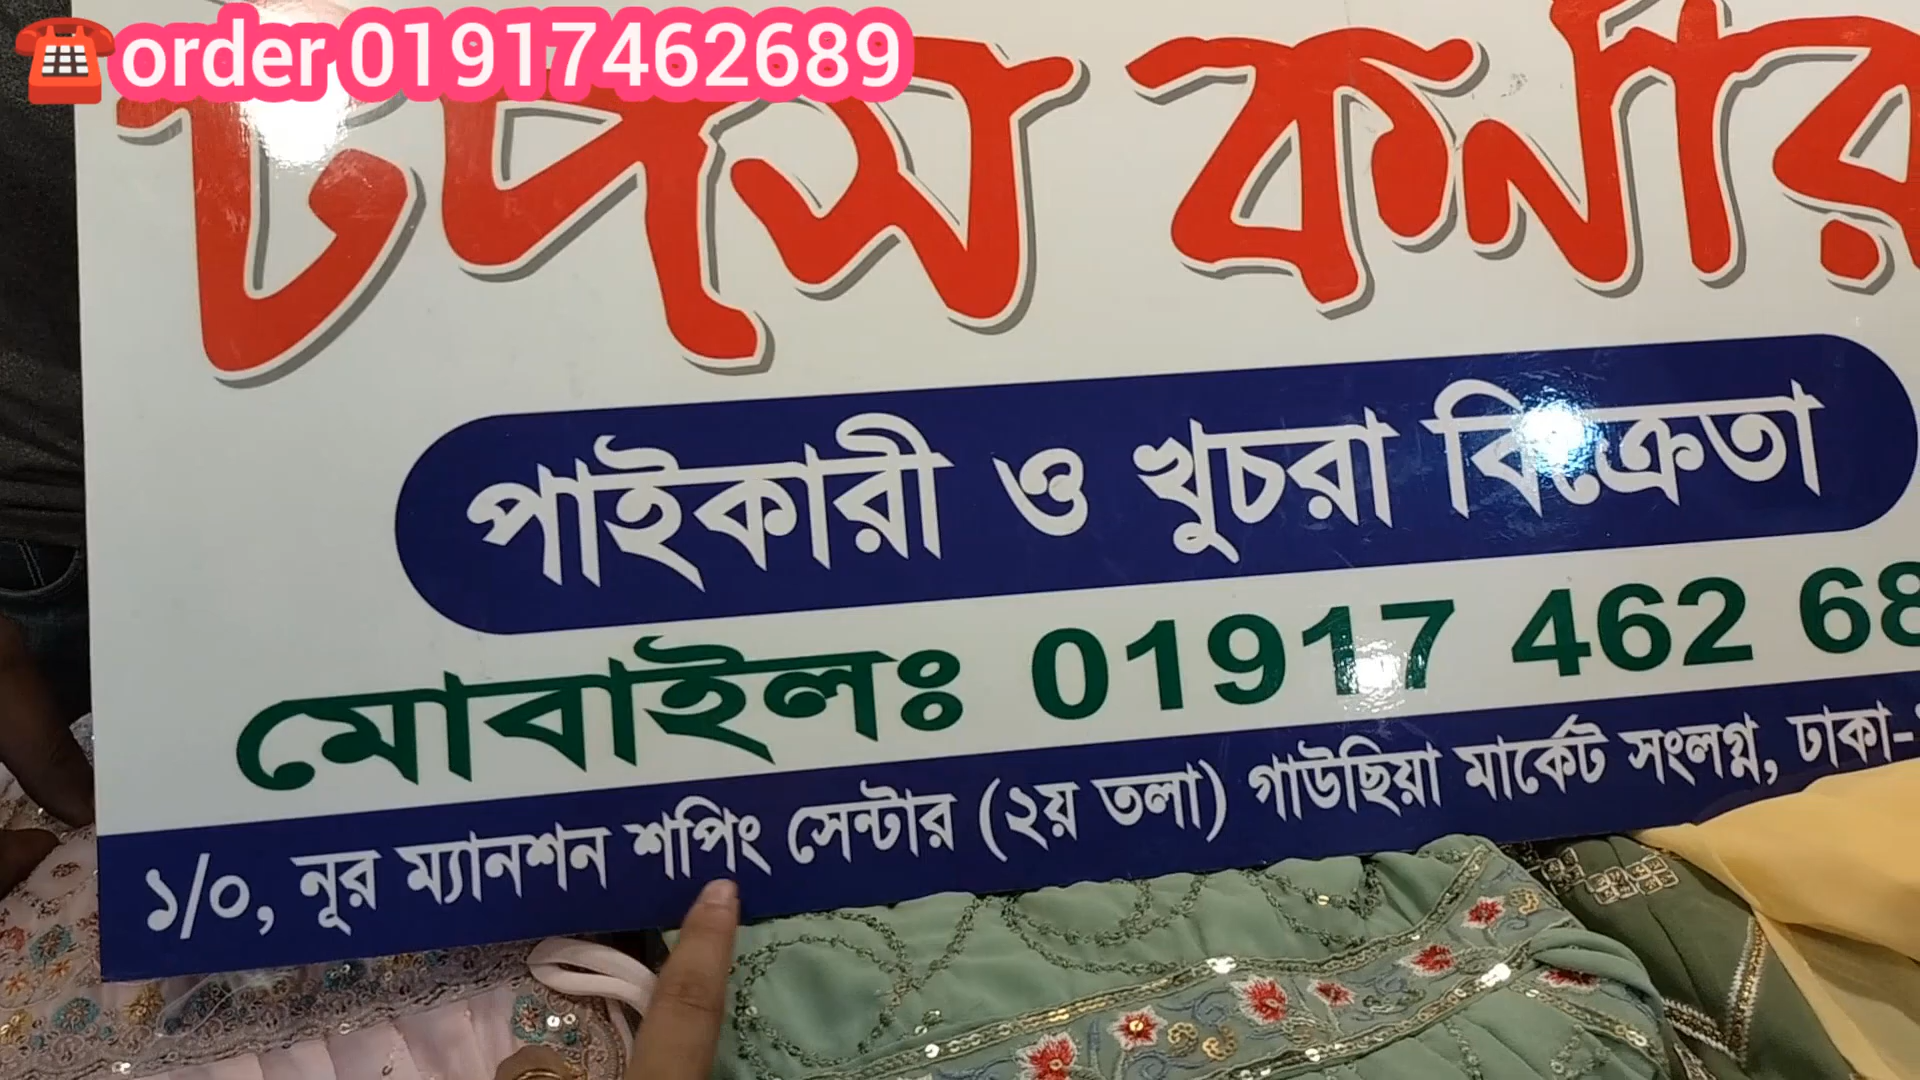 ☎️order 01917462689
টপস কর্ণার
পাইকারী ও খুচরা বিক্রেতা
মোবাইলঃ 01917 462 68
১/০, নূর ম্যানশন শপিং সেন্টার (২য় তলা) গাউছিয়া মার্কেট সংলগ্ন, ঢাকা-